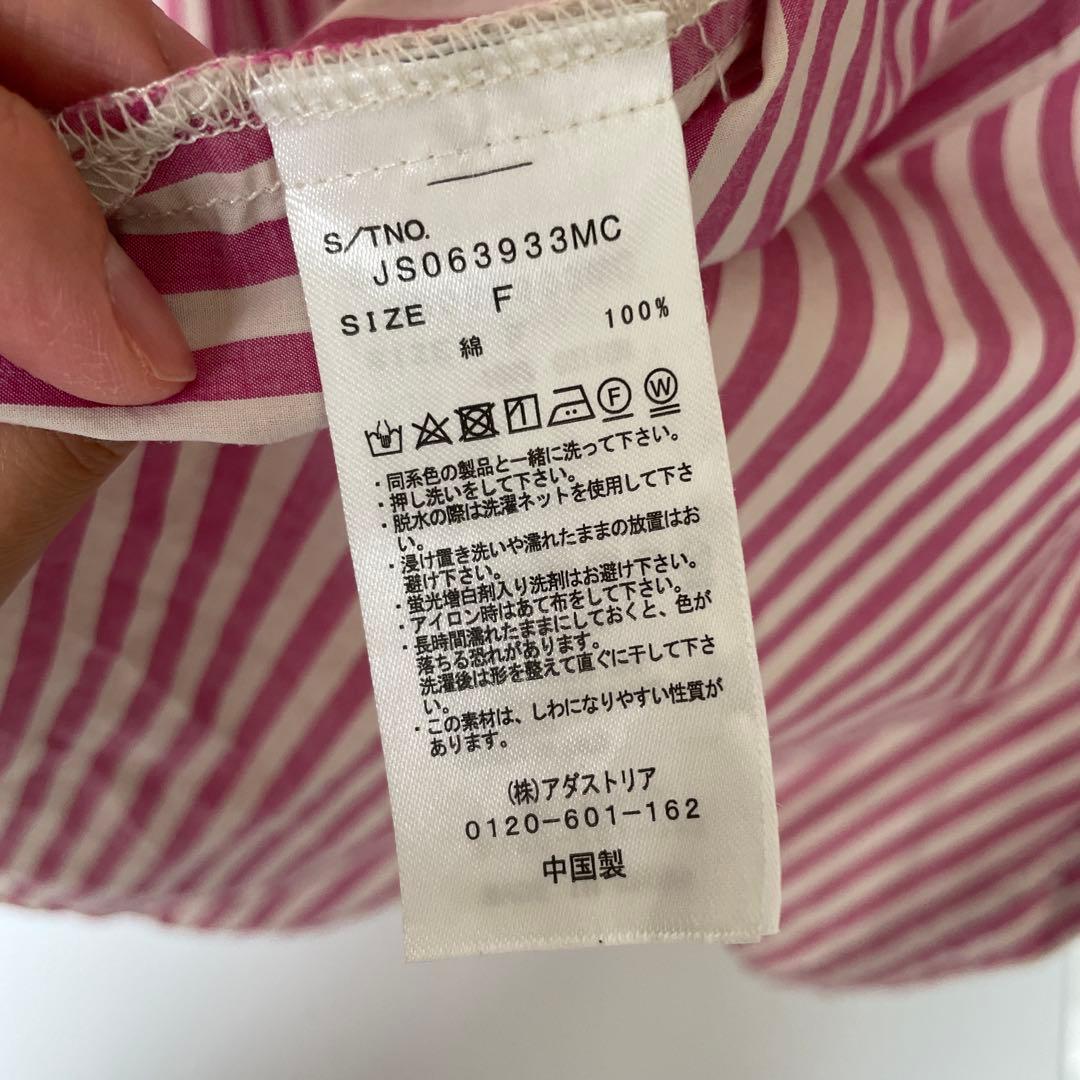 S/TNO.
JS063933MC
SIZE F
綿 100%
F W
・同系色の製品と一緒に洗って下さい。
・押し洗いをして下さい。
・脱水の際は洗濯ネットを使用して下さ
い。
・浸け置き洗いや濡れたままの放置はお
避け下さい。
・蛍光増白剤入り洗剤はお避け下さい。
・アイロン時はあて布をして下さい。
・長時間濡れたままにしておくと、色が
落ちる恐れがあります。
洗濯後は形を整えて直ぐに干して下さ
い。
・この素材は、しわになりやすい性質が
あります。
(株)アダストリア
0120-601-162
中国製